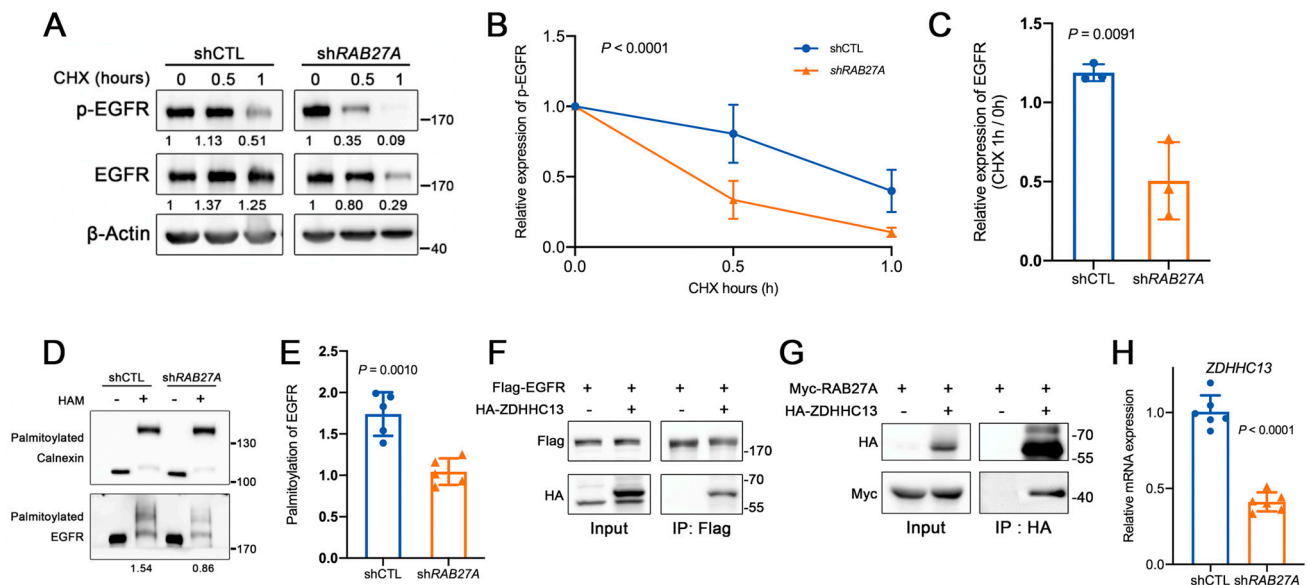 A
shCTL
shRAB27A
CHX (hours)
0 0.5 1
0 0.5 1
p-EGFR
-170
1 1.13 0.51
1 0.35 0.09
EGFR
-170
1 1.37 1.25
1 0.80 0.29
β-Actin
-40
B
P < 0.0001
shCTL
shRAB27A
Relative expression of p-EGFR
1.5
1.0
0.5
0.0
0.0 0.5 1.0
CHX hours (h)
C
P = 0.0091
Relative expression of EGFR
(CHX 1h / 0h)
1.5
1.0
0.5
0.0
shCTL shRAB27A
D
shCTL shRAB27A
HAM - + - +
Palmitoylated
Calnexin
-130
-100
Palmitoylated
EGFR
-170
1.54 0.86
E
P = 0.0010
Palmitoylation of EGFR
2.0
1.5
1.0
0.5
0.0
shCTL shRAB27A
F
Flag-EGFR + + + +
HA-ZDHHC13 - + - +
Flag
-170
HA
-70
-55
Input IP: Flag
G
Myc-RAB27A + + + +
HA-ZDHHC13 - + - +
HA
-70
-55
Myc
-40
Input IP : HA
H
ZDHHC13
P < 0.0001
Relative mRNA expression
1.5
1.0
0.5
0.0
shCTL shRAB27A